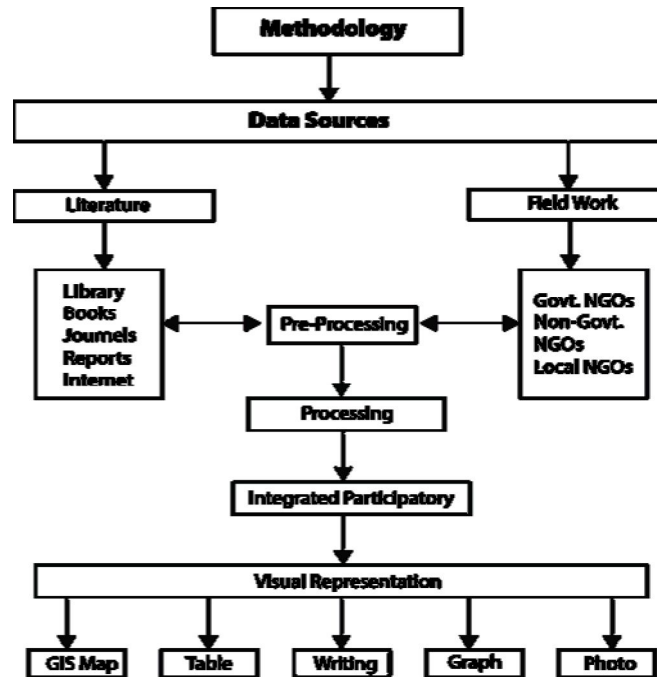 Methodology
Data Sources
Literature
Field Work
Library
Books
Journels
Reports
Internet
Pre-Processing
Govt. NGOs
Non-Govt.
NGOs
Local NGOs
Processing
Integrated Participatory
Visual Representation
GIS Map
Table
Writing
Graph
Photo